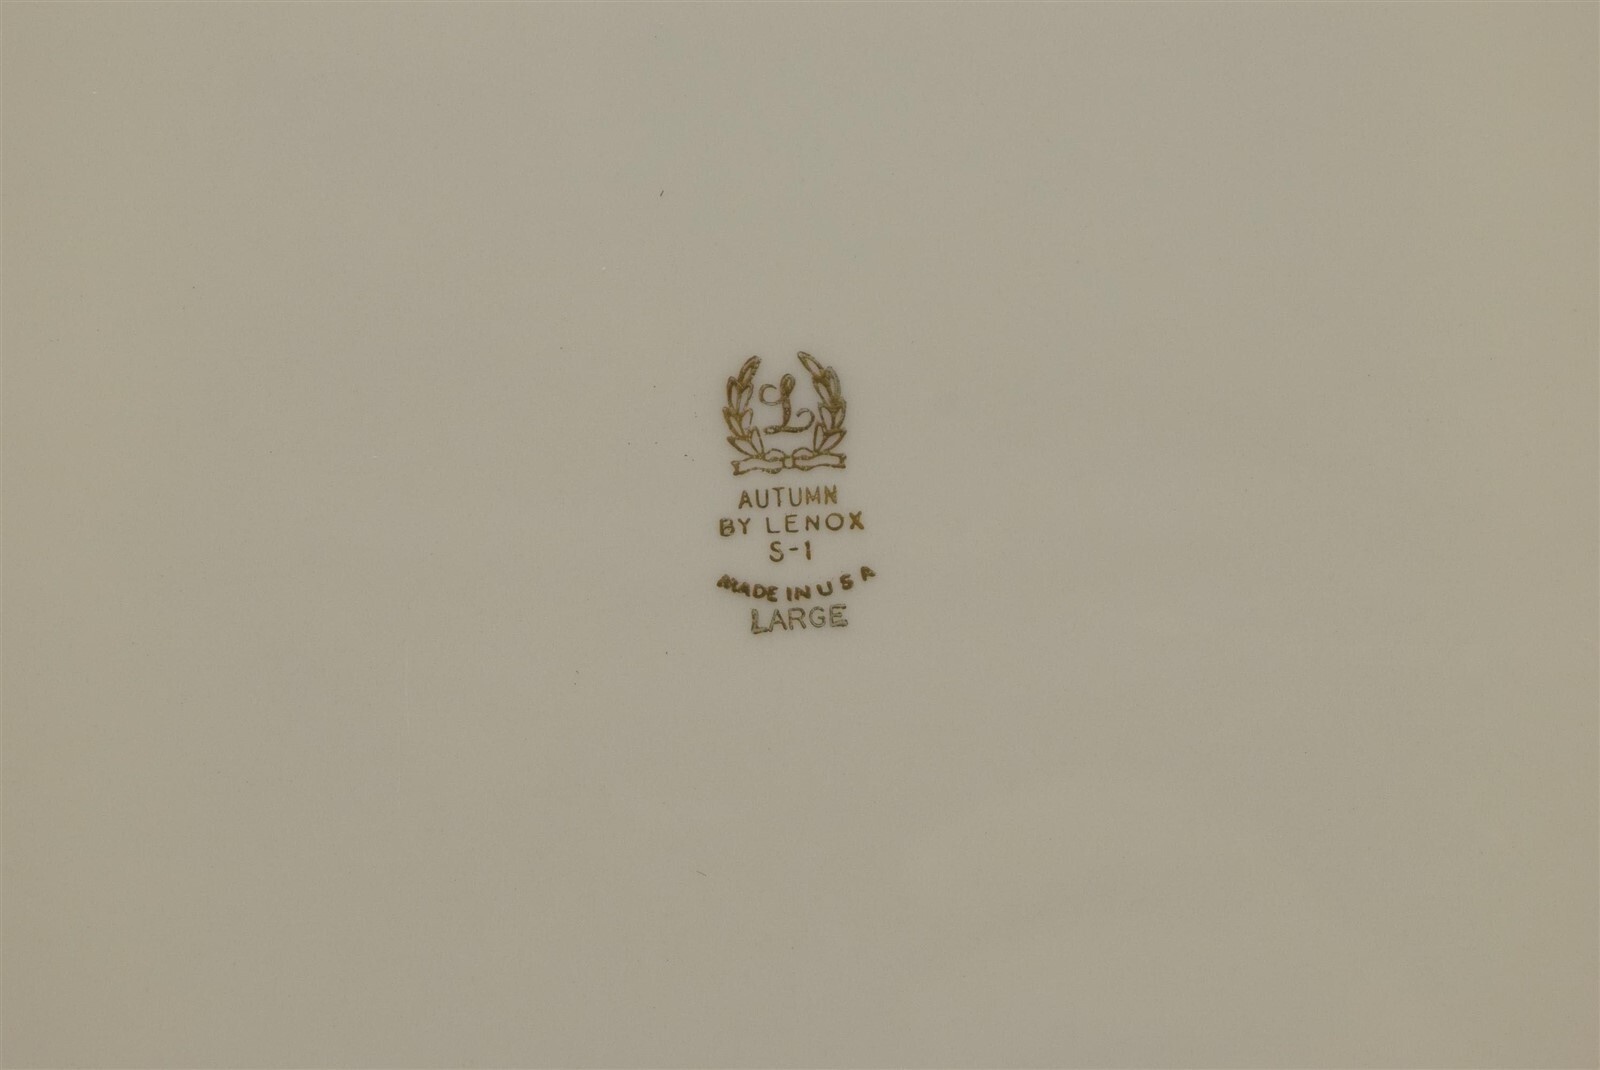 L
AUTUMN
BY LENOX
S-1
MADE IN U S A
LARGE